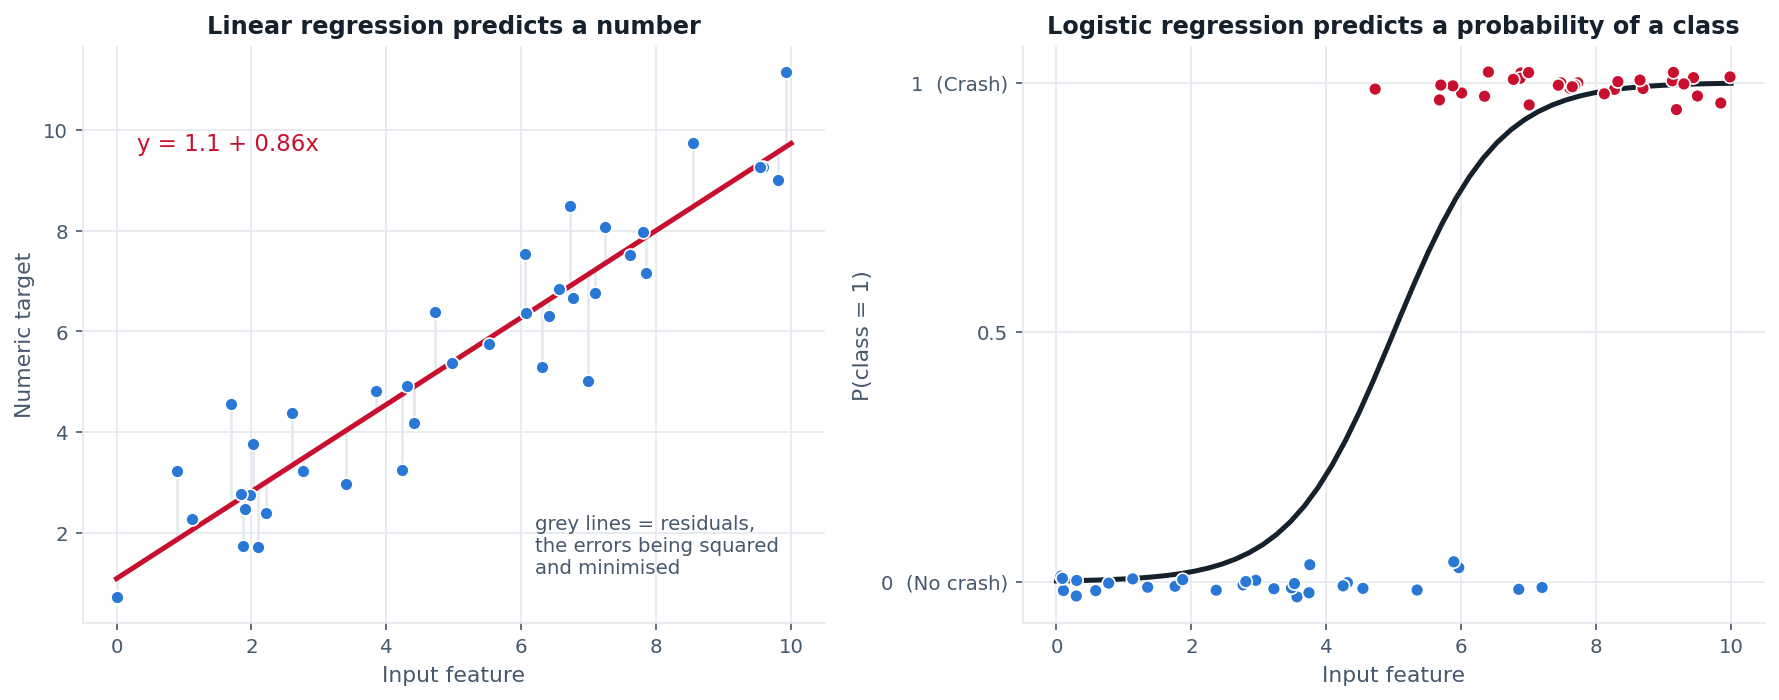 Linear regression predicts a number
y = 1.1 + 0.86x
grey lines = residuals,
the errors being squared
and minimised
Numeric target
10
8
6
4
2
0
2
4
6
8
10
Input feature
Logistic regression predicts a probability of a class
P(class = 1)
1 (Crash)
0.5
0 (No crash)
0
2
4
6
8
10
Input feature